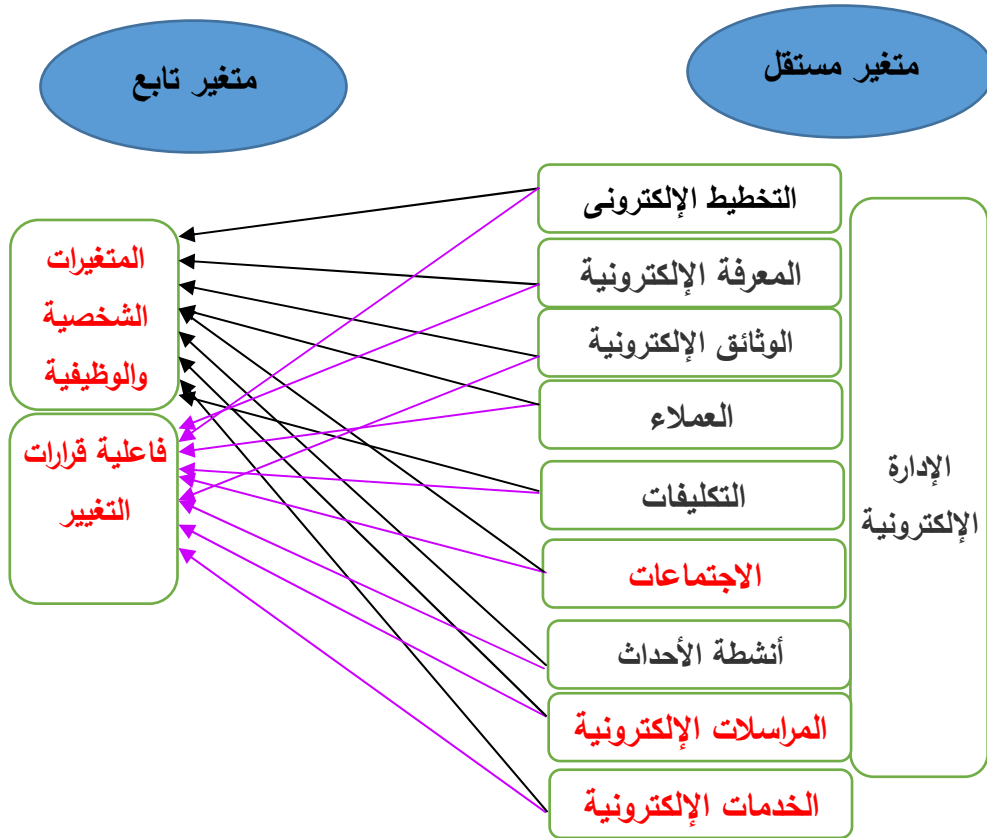 متغير مستقل
متغير تابع
التخطيط الإلكترونى
المعرفة الإلكترونية
الوثائق الإلكترونية
العملاء
التكليفات
الاجتماعات
أنشطة الأحداث
المراسلات الإلكترونية
الخدمات الإلكترونية
الإدارة
الإلكترونية
المتغيرات
الشخصية
والوظيفية
فاعلية قرارات
التغيير